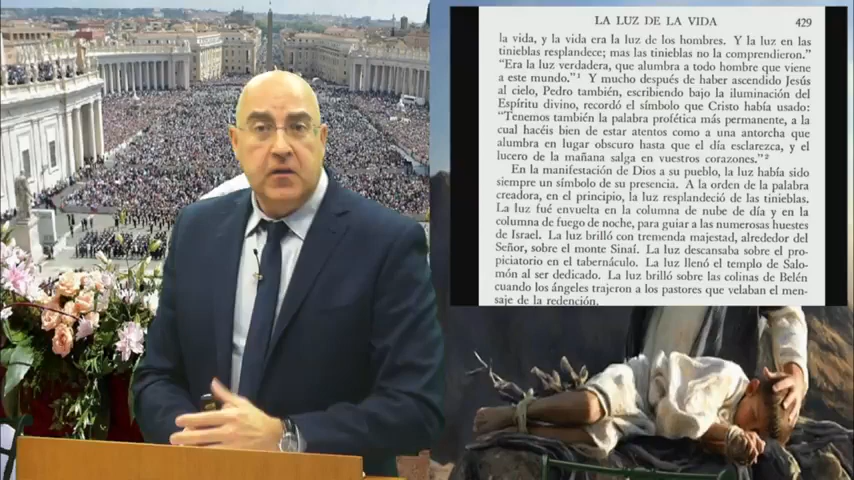 LA LUZ DE LA VIDA 429
la vida, y la vida era la luz de los hombres. Y la luz en las
tinieblas resplandece; mas las tinieblas no la comprendieron.”
“Era la luz verdadera, que alumbra a todo hombre que viene
a este mundo.”¹ Y mucho después de haber ascendido Jesús
al cielo, Pedro también, escribiendo bajo la iluminación del
Espíritu divino, recordó el símbolo que Cristo había usado:
“Tenemos también la palabra profética más permanente, a la
cual hacéis bien de estar atentos como a una antorcha que
alumbra en lugar obscuro hasta que el día esclarezca, y el
lucero de la mañana salga en vuestros corazones.”²
En la manifestación de Dios a su pueblo, la luz había sido
siempre un símbolo de su presencia. A la orden de la palabra
creadora, en el principio, la luz resplandeció de las tinieblas.
La luz fué envuelta en la columna de nube de día y en la
columna de fuego de noche, para guiar a las numerosas huestes
de Israel. La luz brilló con tremenda majestad, alrededor del
Señor, sobre el monte Sinaí. La luz descansaba sobre el pro-
piciatorio en el tabernáculo. La luz llenó el templo de Salo-
món al ser dedicado. La luz brilló sobre las colinas de Belén
cuando los ángeles trajeron a los pastores que velaban el men-
saje de la redención.